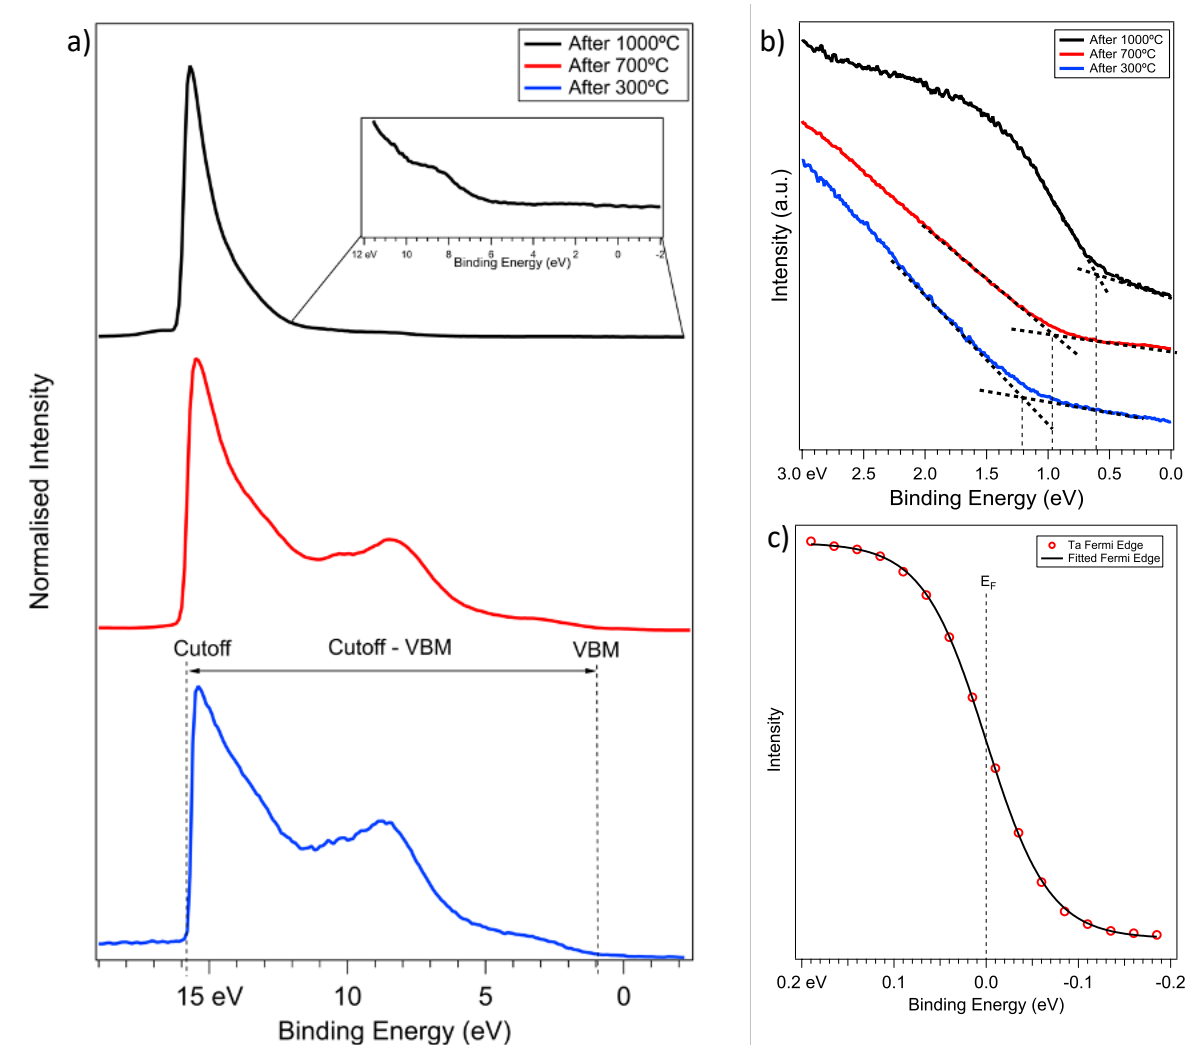 a)
After 1000ºC
After 700ºC
After 300ºC
12 eV 10 8 6 4 2 0 -2
Binding Energy (eV)
Normalised Intensity
Cutoff
Cutoff - VBM
VBM
15 eV 10 5 0
Binding Energy (eV)
b)
After 1000ºC
After 700ºC
After 300ºC
Intensity (a.u.)
3.0 eV 2.5 2.0 1.5 1.0 0.5 0.0
Binding Energy (eV)
c)
Ta Fermi Edge
Fitted Fermi Edge
EF
Intensity
0.2 eV 0.1 0.0 -0.1 -0.2
Binding Energy (eV)